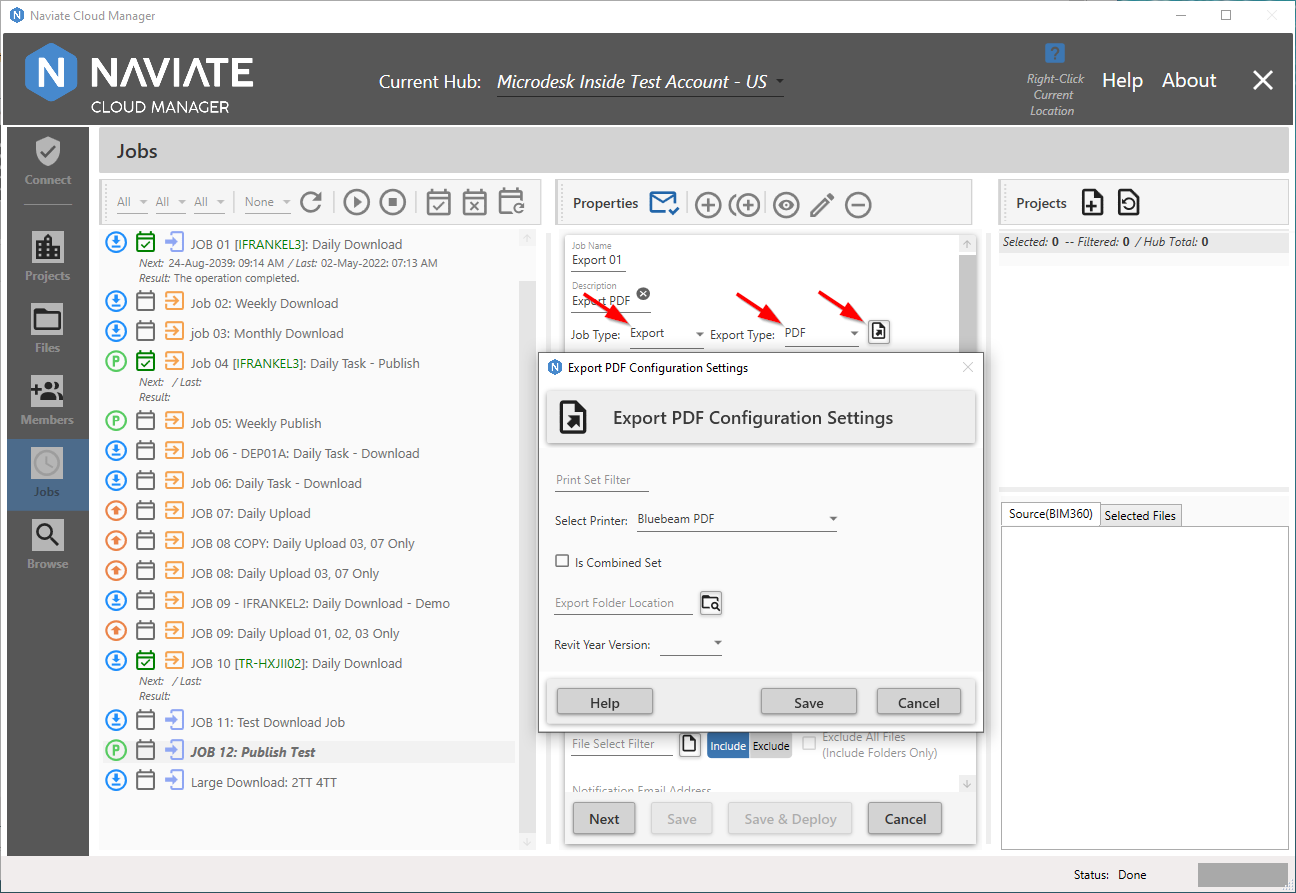 Naviate Cloud Manager
NAVIATE
CLOUD MANAGER
Current Hub: Microdesk Inside Test Account - US
?
Right-Click
Current
Location
Help
About
Connect
Projects
Files
Members
Jobs
Browse
Jobs
All All All None
JOB 01 [IFRANKEL3]: Daily Download
Next: 24-Aug-2039: 09:14 AM / Last: 02-May-2022: 07:13 AM
Result: The operation completed.
Job 02: Weekly Download
job 03: Monthly Download
P Job 04 [IFRANKEL3]: Daily Task - Publish
Next: / Last:
Result:
P Job 05: Weekly Publish
Job 06 - DEP01A: Daily Task - Download
Job 06: Daily Task - Download
JOB 07: Daily Upload
JOB 08 COPY: Daily Upload 03, 07 Only
JOB 08: Daily Upload 03, 07 Only
JOB 09 - IFRANKEL2: Daily Download - Demo
JOB 09: Daily Upload 01, 02, 03 Only
JOB 10 [TR-HXJII02]: Daily Download
Next: / Last:
Result:
JOB 11: Test Download Job
P JOB 12: Publish Test
Large Download: 2TT 4TT
Properties
Job Name
Export 01
Description
Export PDF
Job Type: Export Export Type: PDF
Export PDF Configuration Settings
Export PDF Configuration Settings
Print Set Filter
Select Printer: Bluebeam PDF
Is Combined Set
Export Folder Location
Revit Year Version:
Help Save Cancel
File Select Filter Include Exclude Exclude All Files
(Include Folders Only)
Notification Email Address
Next Save Save & Deploy Cancel
Projects
Selected: 0 -- Filtered: 0 / Hub Total: 0
Source(BIM360) Selected Files
Status: Done